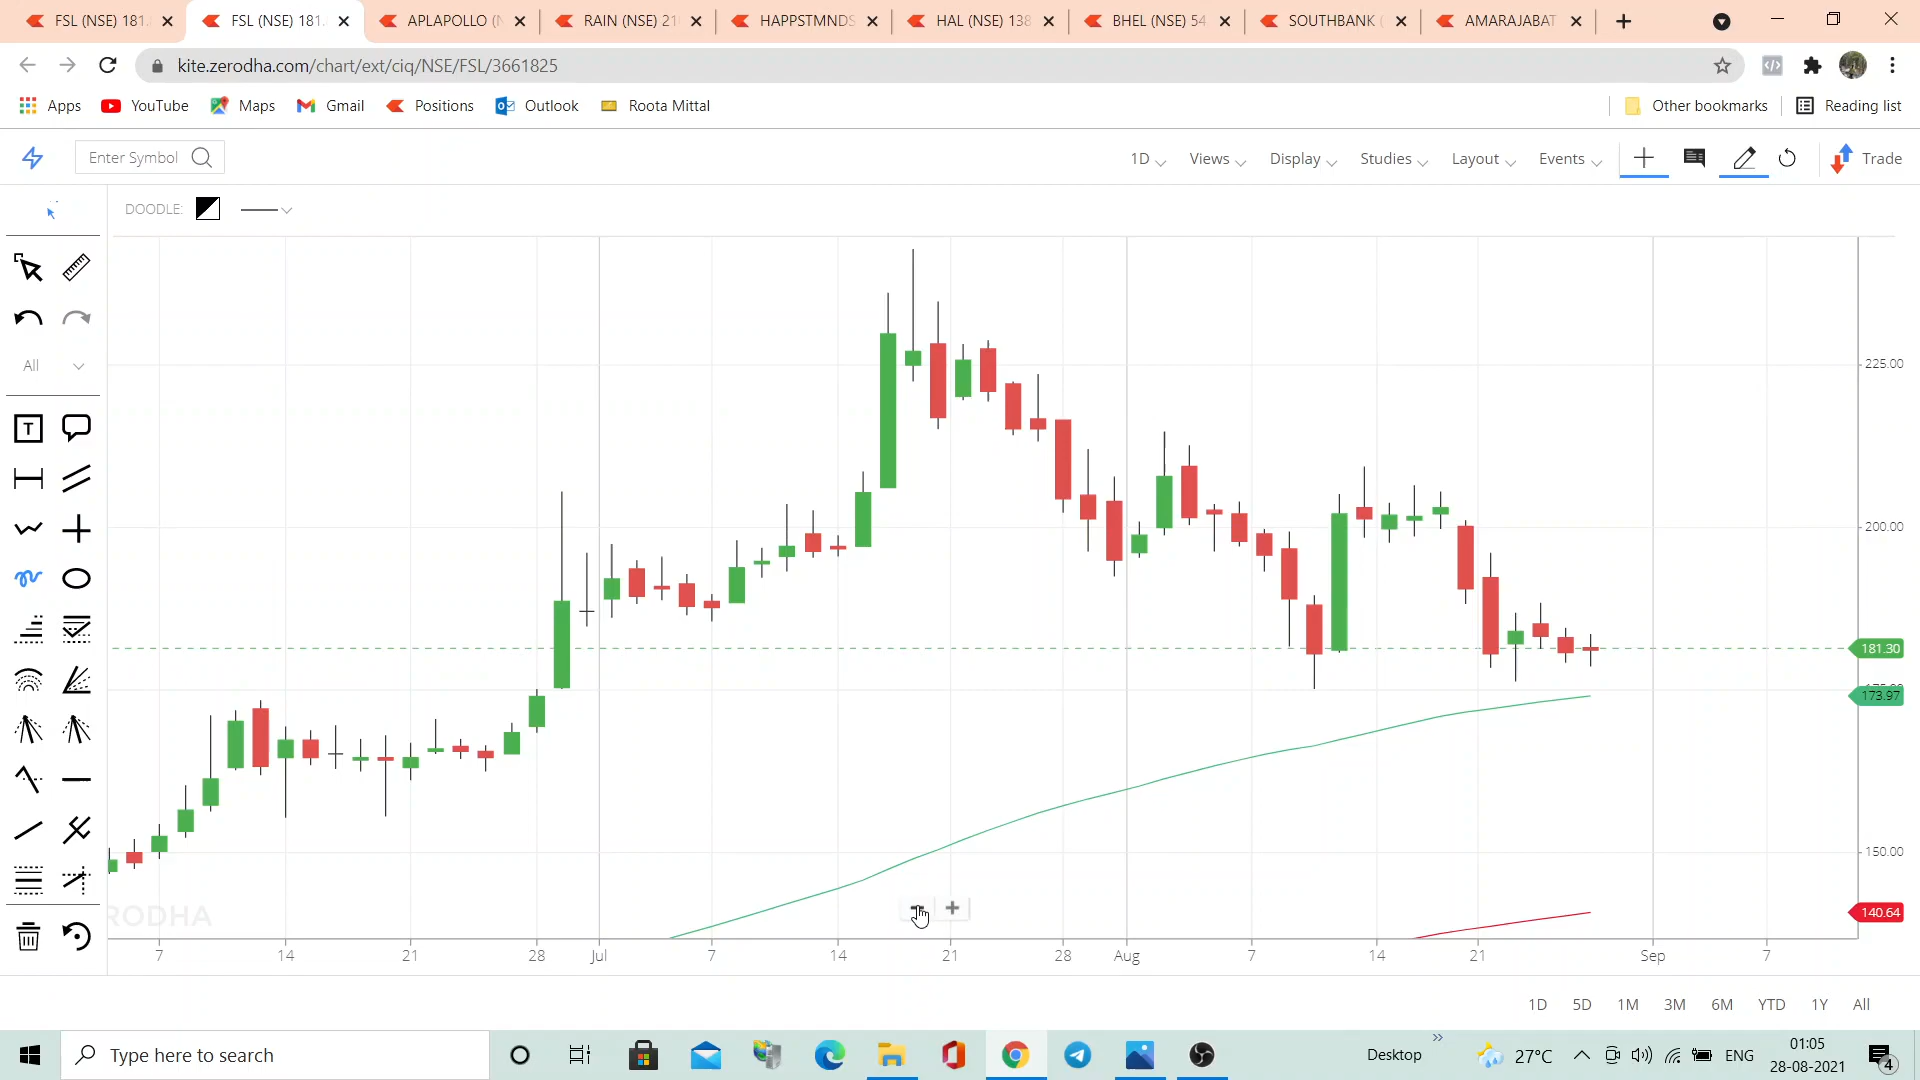 FSL (NSE) 181.
FSL (NSE) 181.
APLAPOLLO (N
RAIN (NSE) 21
HAPPSTMNDS
HAL (NSE) 138
BHEL (NSE) 54
SOUTHBANK (
AMARAJABAT
kite.zerodha.com/chart/ext/ciq/NSE/FSL/3661825
Apps YouTube Maps Gmail Positions Outlook Roota Mittal Other bookmarks Reading list
Enter Symbol 1D Views Display Studies Layout Events Trade
DOODLE:
All
T
225.00
200.00
181.30
173.97
150.00
140.64
RODHA
7 14 21 28 Jul 7 14 21 28 Aug 7 14 21 Sep 7
1D 5D 1M 3M 6M YTD 1Y All
Type here to search
Desktop
27°C
ENG
01:05
28-08-2021
4